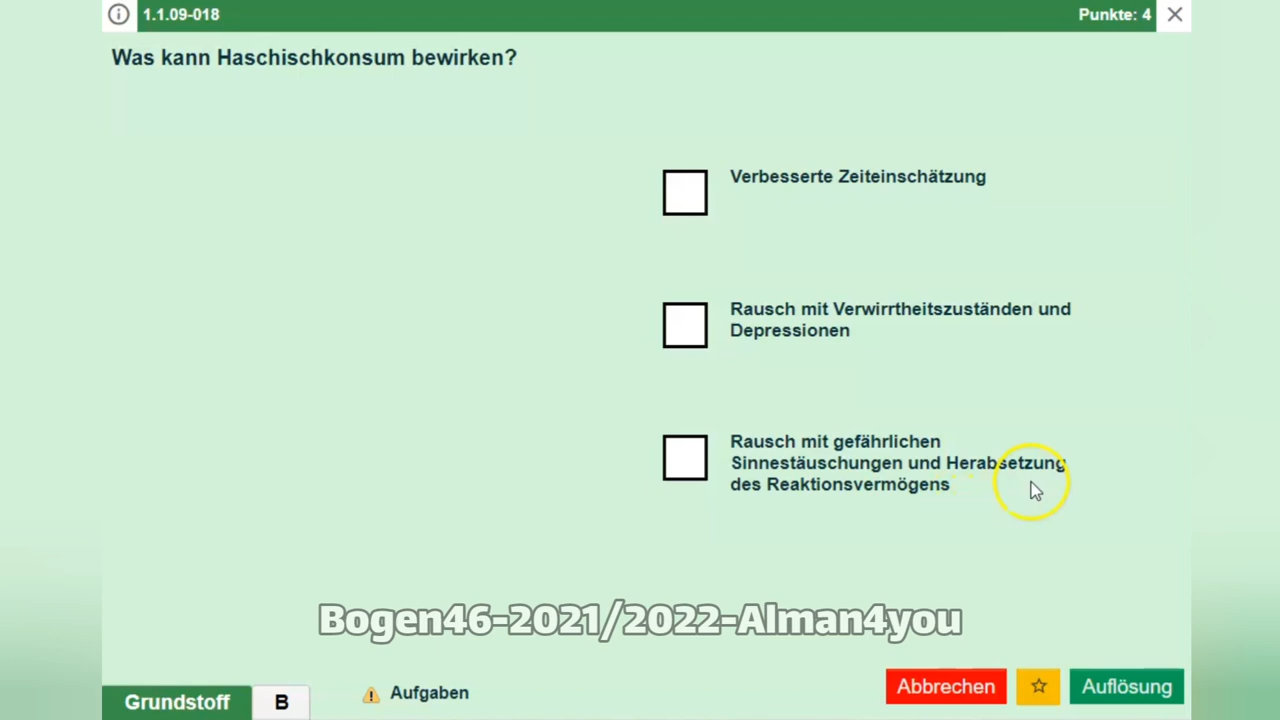 1.1.09-018
Punkte: 4
Was kann Haschischkonsum bewirken?
Verbesserte Zeiteinschätzung
Rausch mit Verwirrtheitszuständen und
Depressionen
Rausch mit gefährlichen
Sinnestäuschungen und Herabsetzung
des Reaktionsvermögens
Bogen46-2021/2022-Alman4you
Grundstoff
B
Aufgaben
Abbrechen
Auflösung